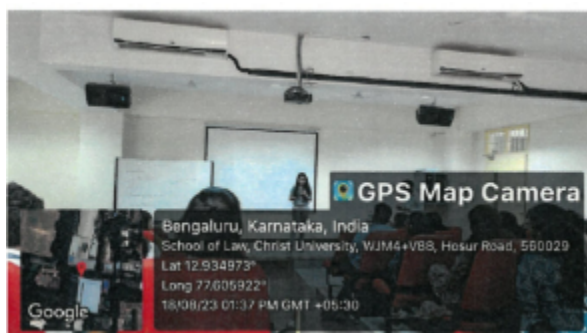 GPS Map Camera
Bengaluru, Karnataka, India
School of Law, Christ University, WJM4+V88, Hosur Road, 560029
Lat 12.934973°
Long 77.605922°
18/08/23 01:37 PM GMT +05:30
Google